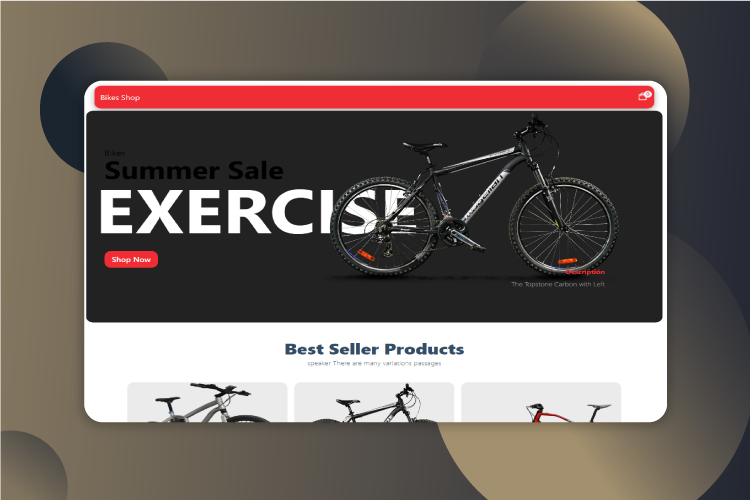 Bikes Shop
0
Bikes
Summer Sale
EXERCISE
Shop Now
Description
The Topstone Carbon with Left
Best Seller Products
speaker There are many variations passages